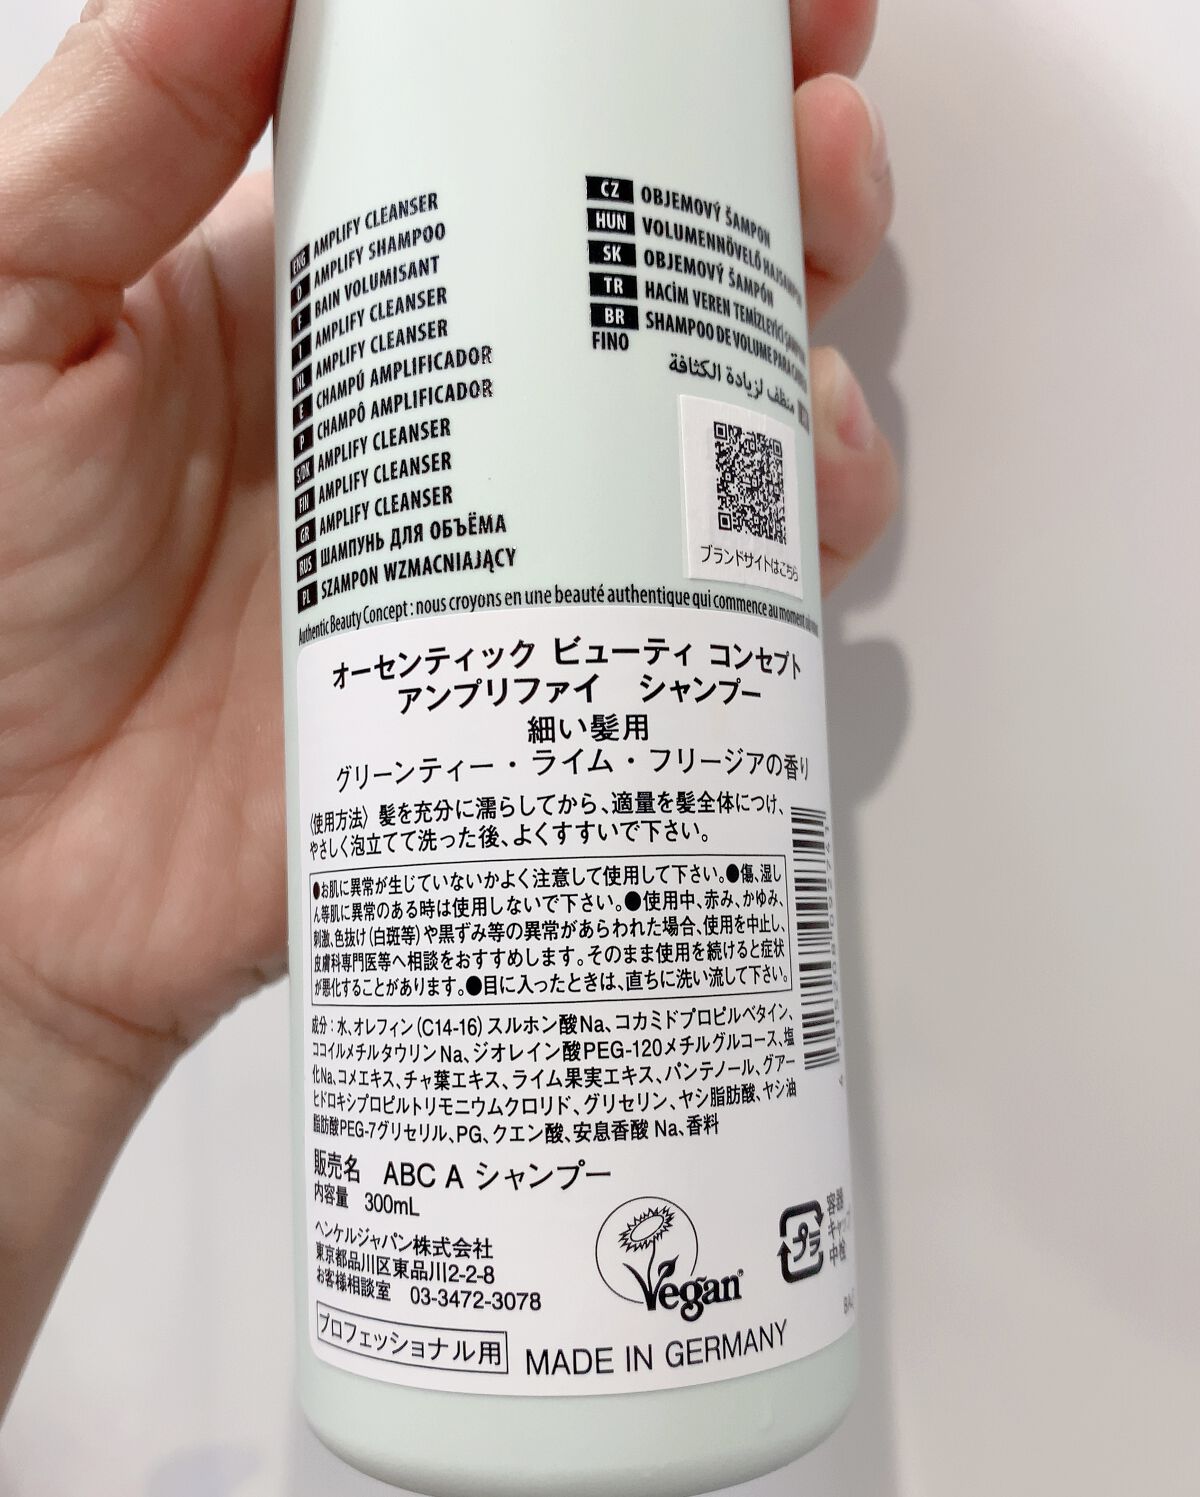 ENG AMPLIFY CLEANSER
D AMPLIFY SHAMPOO
F BAIN VOLUMISANT
I AMPLIFY CLEANSER
NL AMPLIFY CLEANSER
E CHAMPÚ AMPLIFICADOR
P CHAMPÔ AMPLIFICADOR
S/DK AMPLIFY CLEANSER
FIN AMPLIFY CLEANSER
GR AMPLIFY CLEANSER
RUS ШАМПУНЬ ДЛЯ ОБЪЁМА
PL SZAMPON WZMACNIAJĄCY
CZ OBJEMOVÝ ŠAMPON
HUN VOLUMENNÖVELŐ HAJSAMPON
SK OBJEMOVÝ ŠAMPÓN
TR HACİM VEREN TEMİZLEYİCİ ŞAMPUAN
BR SHAMPOO DE VOLUME PARA CABELO
FINO
منظف لزيادة الكثافة
ブランドサイトはこちら
Authentic Beauty Concept : nous croyons en une beauté authentique qui commence au moment
オーセンティック ビューティ コンセプト
アンプリファイ シャンプー
細い髪用
グリーンティー・ライム・フリージアの香り
〈使用方法〉髪を充分に濡らしてから、適量を髪全体につけ、
やさしく泡立てて洗った後、よくすすいで下さい。
●お肌に異常が生じていないかよく注意して使用して下さい。●傷、湿し
ん等肌に異常のある時は使用しないで下さい。●使用中、赤み、かゆみ、
刺激、色抜け(白斑等)や黒ずみ等の異常があらわれた場合、使用を中止し、
皮膚科専門医等へ相談をおすすめします。そのまま使用を続けると症状
が悪化することがあります。●目に入ったときは、直ちに洗い流して下さい。
成分:水、オレフィン(C14-16)スルホン酸Na、コカミドプロピルベタイン、
ココイルメチルタウリンNa、ジオレイン酸PEG-120メチルグルコース、塩
化Na、コメエキス、チャ葉エキス、ライム果実エキス、パンテノール、グアー
ヒドロキシプロピルトリモニウムクロリド、グリセリン、ヤシ脂肪酸、ヤシ油
脂肪酸PEG-7グリセリル、PG、クエン酸、安息香酸Na、香料
販売名 ABC A シャンプー
内容量 300mL
ヘンケルジャパン株式会社
東京都品川区東品川2-2-8
お客様相談室 03-3472-3078
プロフェッショナル用
Vegan
MADE IN GERMANY
プラ
容器
キャップ
中栓